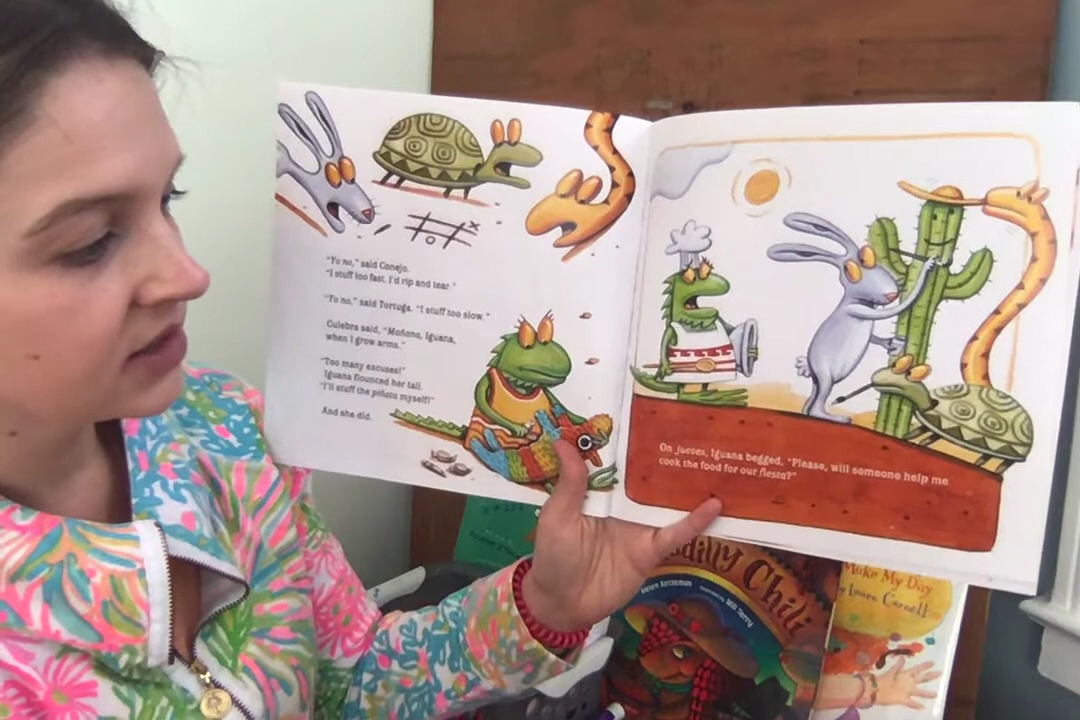 "Yo no," said Conejo.
"I stuff too fast. I'd rip and tear."
"Yo no," said Tortuga. "I stuff too slow."
Culebra said, "Mañana, Iguana,
when I grow arms."
"Too many excuses!"
Iguana flounced her tail.
"I'll stuff the piñata myself!"
And she did.
On jueves, Iguana begged, "Please, will someone help me
cook the food for our fiesta?"
Chili
Make My Day
by Laura Cornell